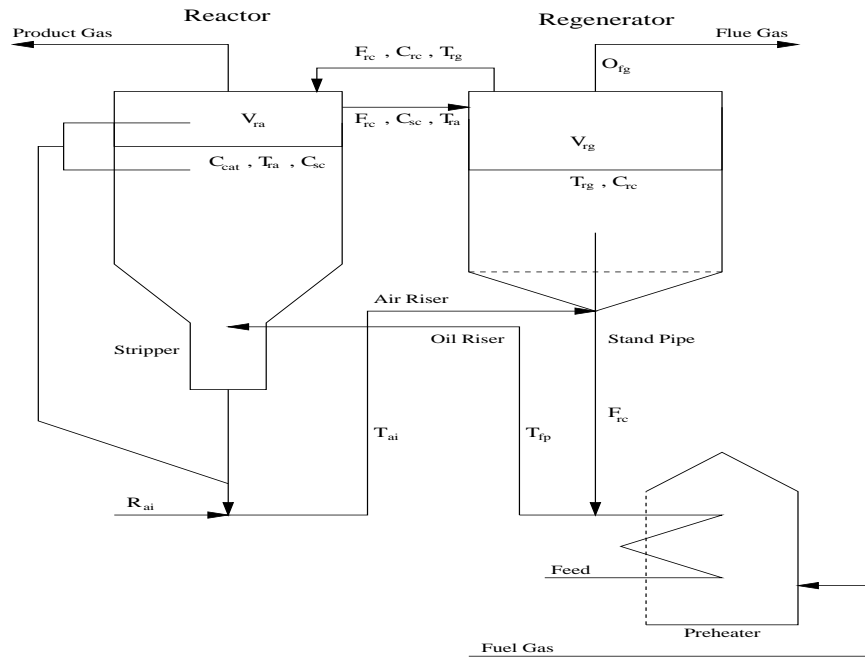 Reactor
Regenerator
Product Gas
Flue Gas
F_rc , C_rc , T_rg
O_fg
V_ra
F_rc , C_sc , T_ra
V_rg
C_cat , T_ra , C_sc
T_rg , C_rc
Air Riser
Stripper
Oil Riser
Stand Pipe
F_rc
T_ai
T_fp
R_ai
Feed
Preheater
Fuel Gas